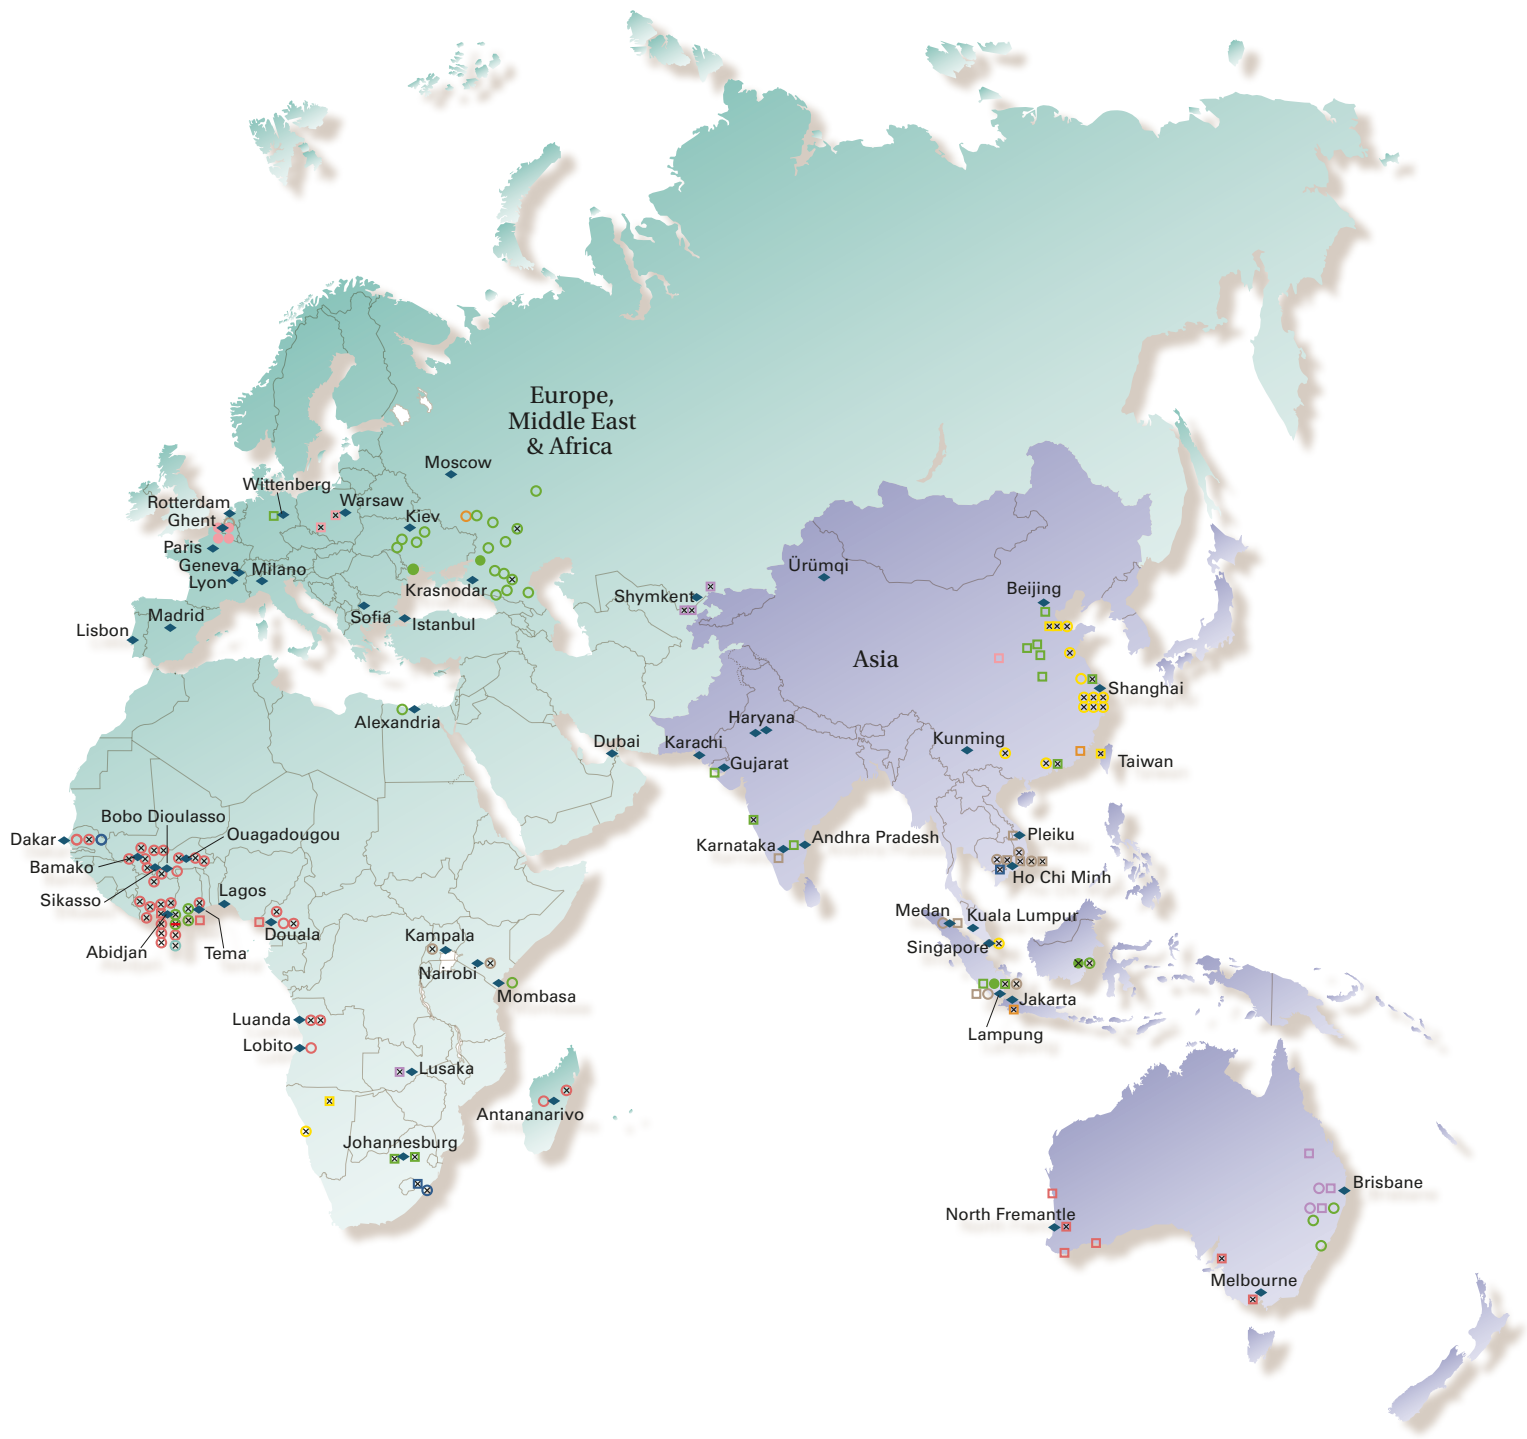 Europe,
Middle East
& Africa
Moscow
Wittenberg
Rotterdam
Warsaw
Ghent
Kiev
Paris
Geneva
Milano
Lyon
Krasnodar
Shymkent
Ürümqi
Beijing
Madrid
Sofia
Istanbul
Lisbon
Asia
Shanghai
Alexandria
Haryana
Dubai
Karachi
Kunming
Gujarat
Taiwan
Bobo Dioulasso
Ouagadougou
Dakar
Pleiku
Andhra Pradesh
Karnataka
Bamako
Ho Chi Minh
Lagos
Sikasso
Medan
Kuala Lumpur
Douala
Kampala
Singapore
Abidjan
Tema
Nairobi
Mombasa
Jakarta
Luanda
Lampung
Lobito
Lusaka
Antananarivo
Johannesburg
Brisbane
North Fremantle
Melbourne